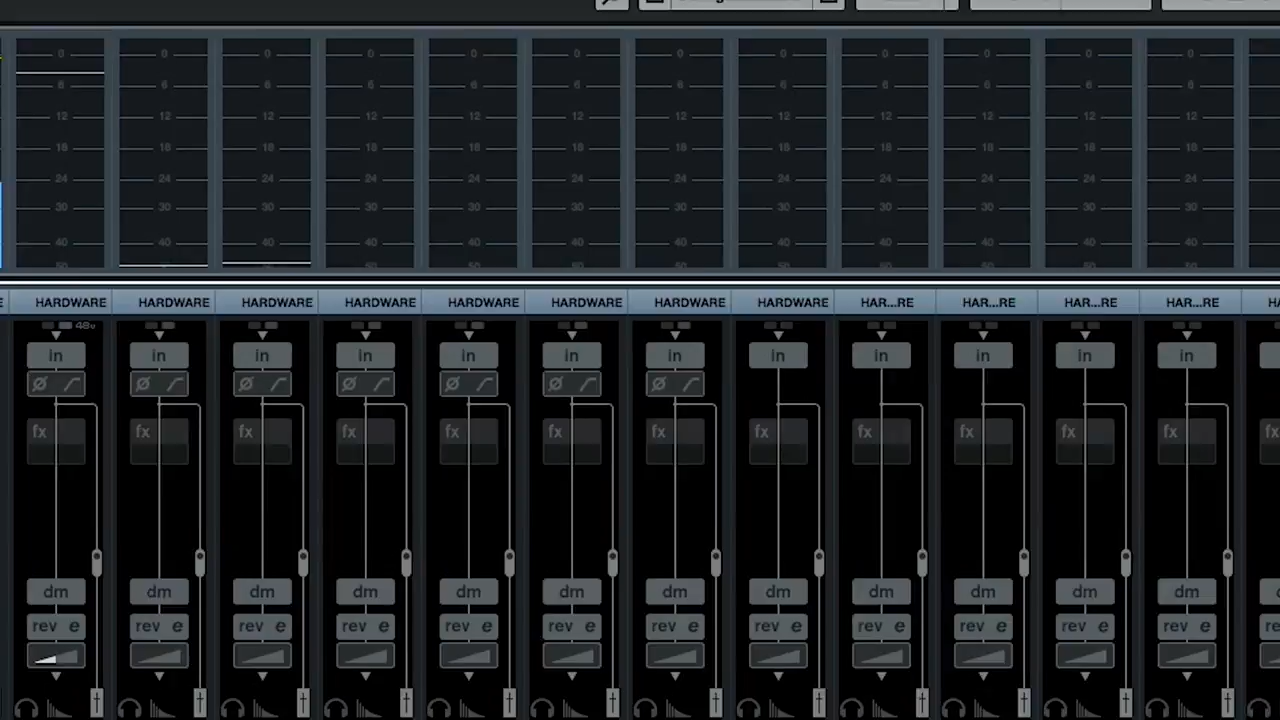 0 0 0 0 0 0 0 0 0 0 0 0
6 6 6 6 6 6 6 6 6 6 6 6
12 12 12 12 12 12 12 12 12 12 12 12
18 18 18 18 18 18 18 18 18 18 18 18
24 24 24 24 24 24 24 24 24 24 24 24
30 30 30 30 30 30 30 30 30 30 30 30
40 40 40 40 40 40 40 40 40 40 40 40
HARDWARE HARDWARE HARDWARE HARDWARE HARDWARE HARDWARE HARDWARE HARDWARE HAR...RE HAR...RE HAR...RE HAR...RE
48v
in in in in in in in in in in in in
fx fx fx fx fx fx fx fx fx fx fx fx fx
dm dm dm dm dm dm dm dm dm dm dm dm
rev e rev e rev e rev e rev e rev e rev e rev e rev e rev e rev e rev e